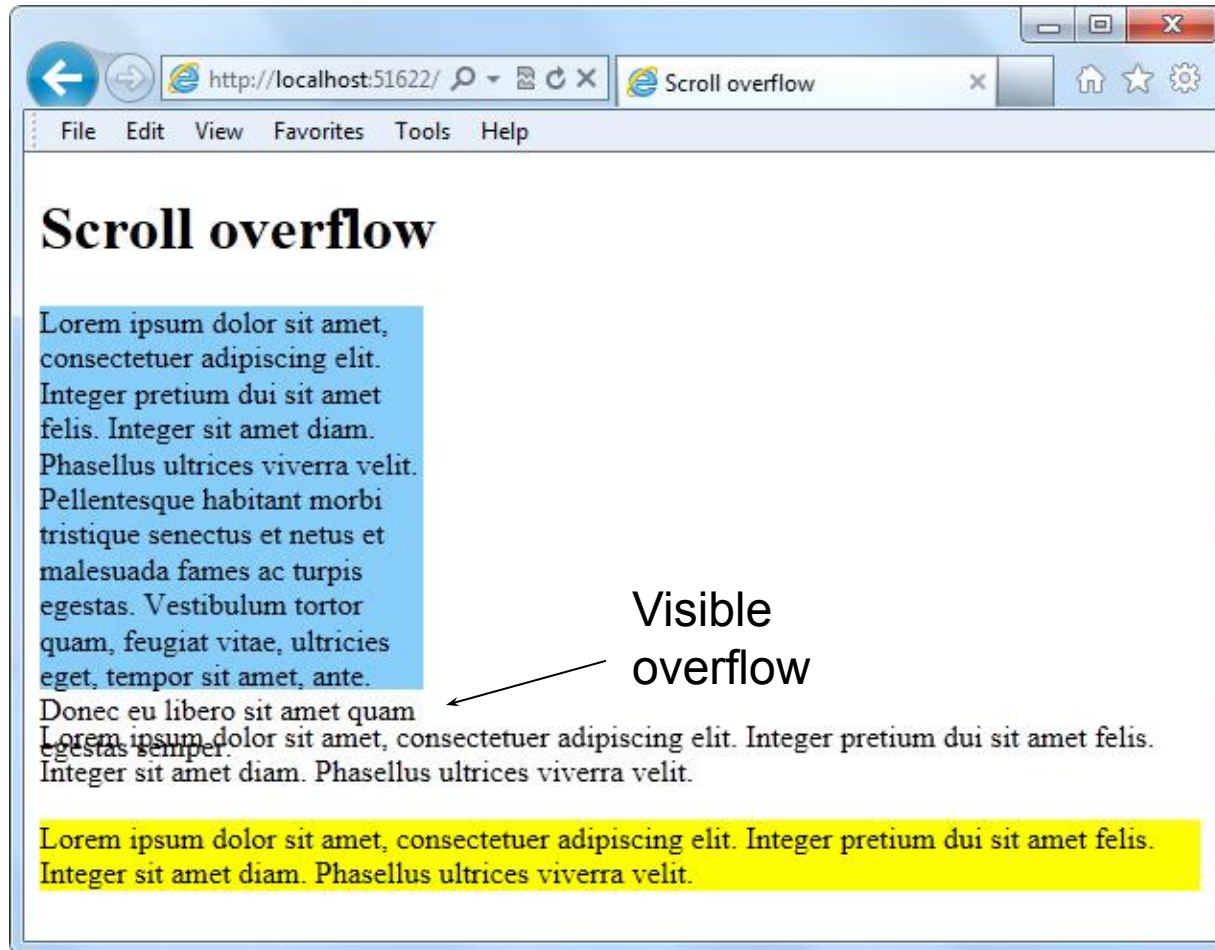 http://localhost:51622/
Scroll overflow
File Edit View Favorites Tools Help
Scroll overflow
Lorem ipsum dolor sit amet,
consectetuer adipiscing elit.
Integer pretium dui sit amet
felis. Integer sit amet diam.
Phasellus ultrices viverra velit.
Pellentesque habitant morbi
tristique senectus et netus et
malesuada fames ac turpis
egestas. Vestibulum tortor
quam, feugiat vitae, ultricies
eget, tempor sit amet, ante.
Donec eu libero sit amet quam
egestas semper.
Visible
overflow
Lorem ipsum dolor sit amet, consectetuer adipiscing elit. Integer pretium dui sit amet felis.
Integer sit amet diam. Phasellus ultrices viverra velit.
Lorem ipsum dolor sit amet, consectetuer adipiscing elit. Integer pretium dui sit amet felis.
Integer sit amet diam. Phasellus ultrices viverra velit.